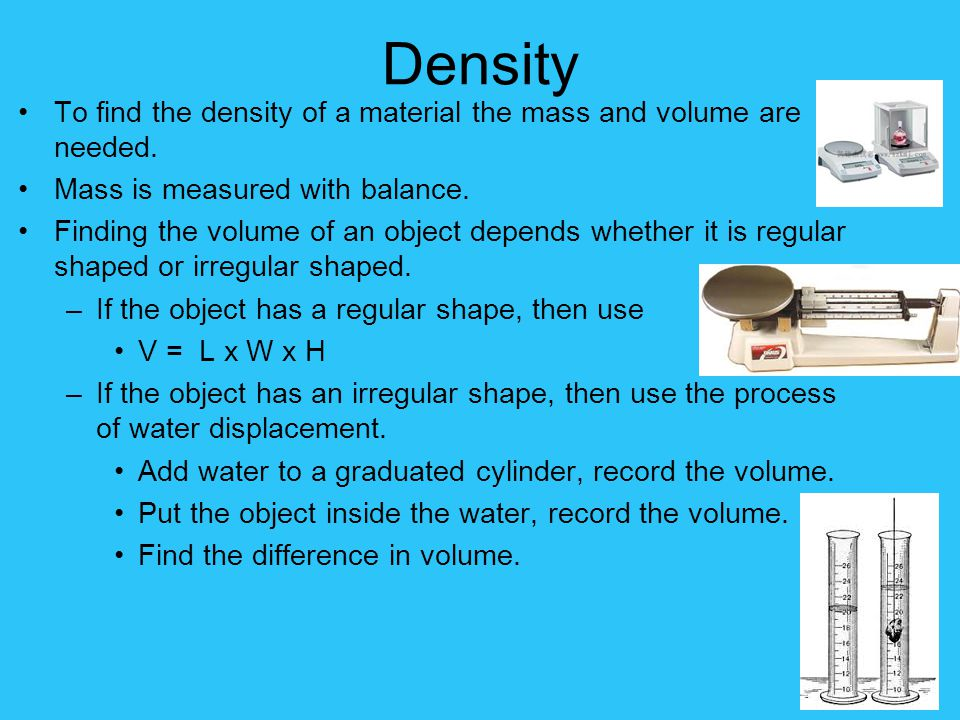 Density
• To find the density of a material the mass and volume are
needed.
• Mass is measured with balance.
• Finding the volume of an object depends whether it is regular
shaped or irregular shaped.
– If the object has a regular shape, then use
• V = L x W x H
– If the object has an irregular shape, then use the process
of water displacement.
• Add water to a graduated cylinder, record the volume.
• Put the object inside the water, record the volume.
• Find the difference in volume.
26 26
24 24
22 22
20
18 18
16
14 14
12 12
10 10